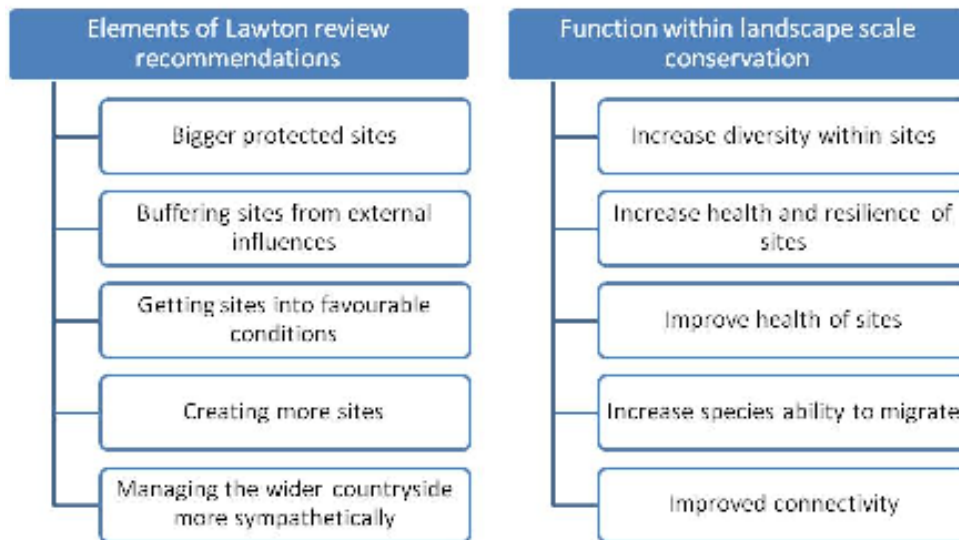 Elements of Lawton review
recommendations
Bigger protected sites
Buffering sites from external
influences
Getting sites into favourable
conditions
Creating more sites
Managing the wider countryside
more sympathetically
Function within landscape scale
conservation
Increase diversity within sites
Increase health and resilience of
sites
Improve health of sites
Increase species ability to migrate
Improved connectivity